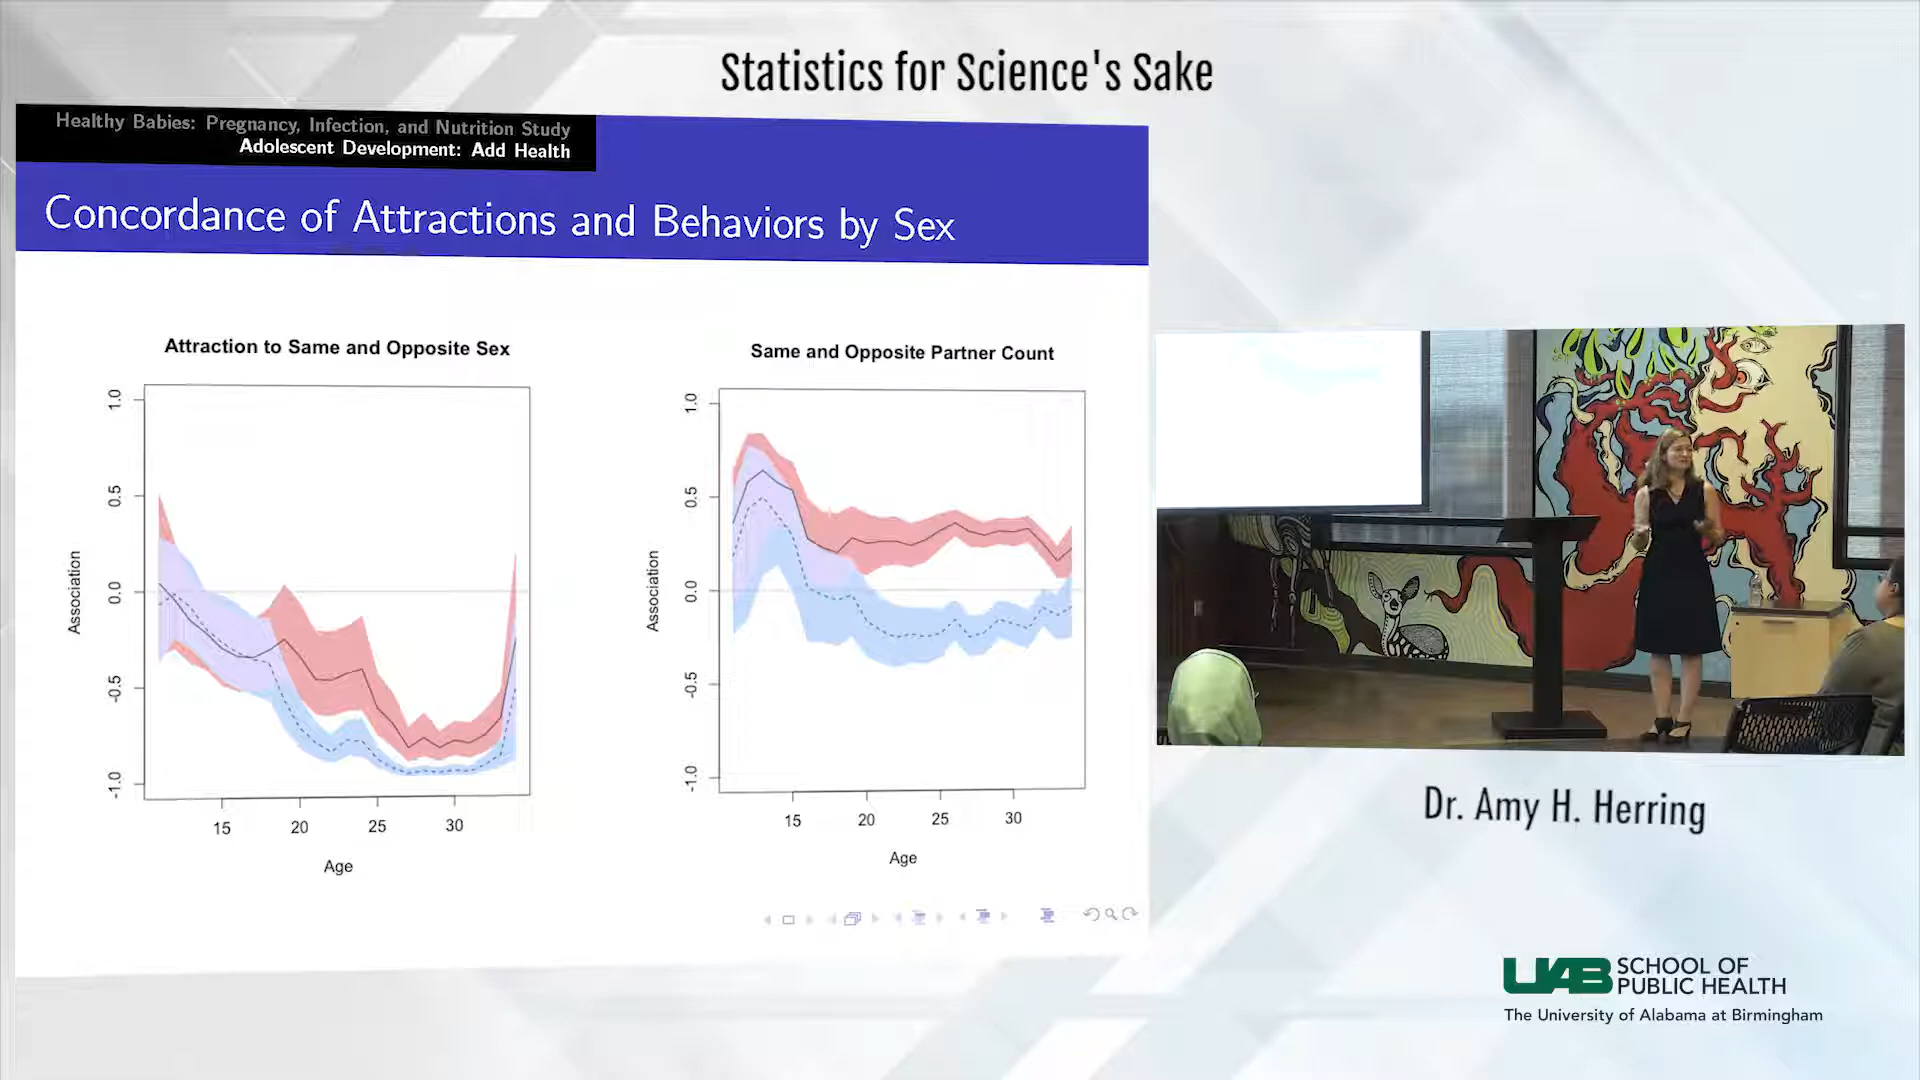 Statistics for Science's Sake
Healthy Babies: Pregnancy, Infection, and Nutrition Study
Adolescent Development: Add Health
Concordance of Attractions and Behaviors by Sex
Attraction to Same and Opposite Sex
Association
1.0
0.5
0.0
-0.5
-1.0
15 20 25 30
Age
Same and Opposite Partner Count
Association
1.0
0.5
0.0
-0.5
-1.0
15 20 25 30
Age
Dr. Amy H. Herring
UAB SCHOOL OF
PUBLIC HEALTH
The University of Alabama at Birmingham